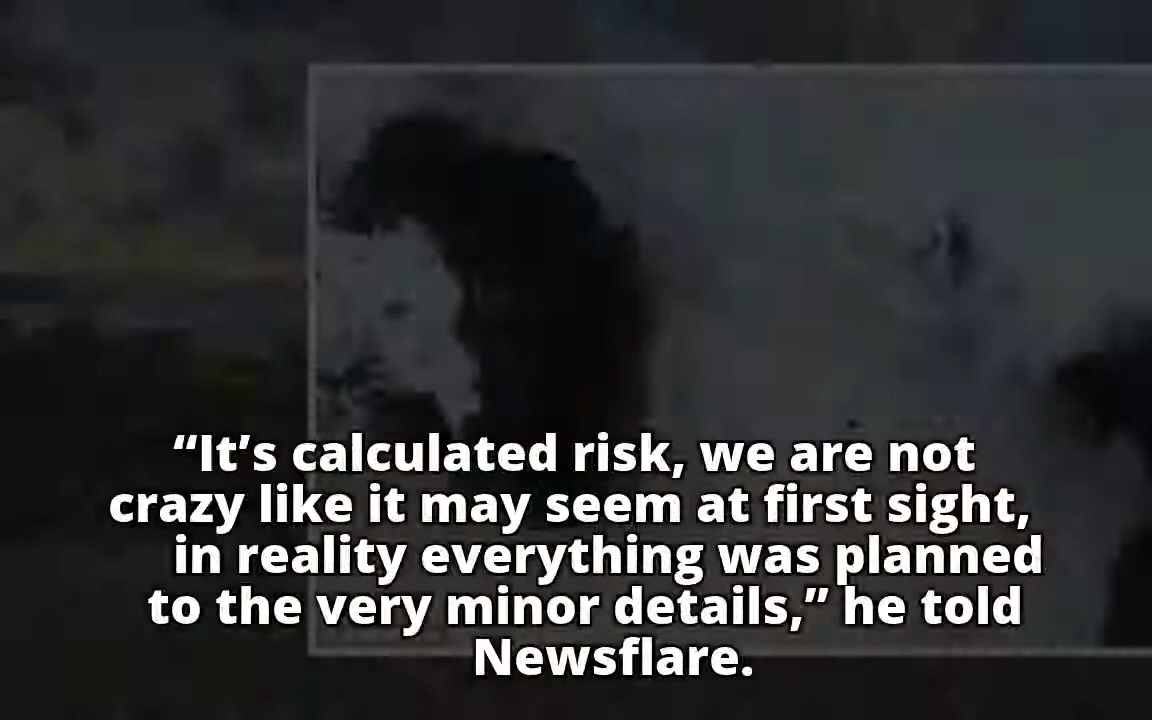 “It’s calculated risk, we are not
crazy like it may seem at first sight,
in reality everything was planned
to the very minor details,” he told
Newsflare.